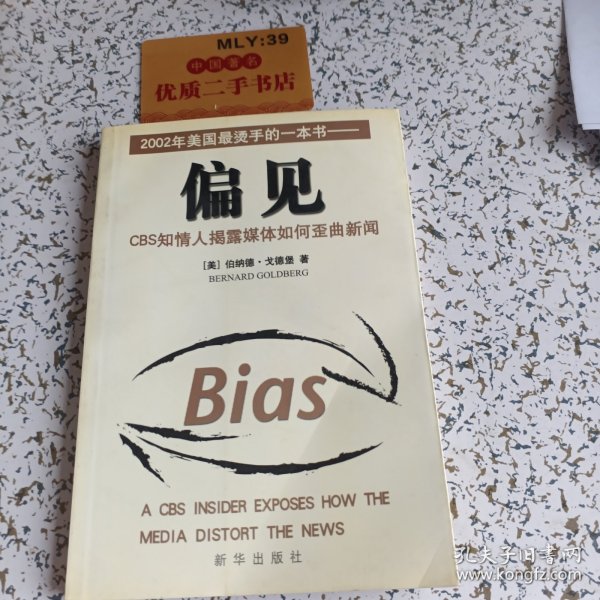 MLY:39
中国著名
优质二手书店
2002年美国最烫手的一本书——
偏见
CBS知情人揭露媒体如何歪曲新闻
[美] 伯纳德·戈德堡 著
BERNARD GOLDBERG
Bias
A CBS INSIDER EXPOSES HOW THE
MEDIA DISTORT THE NEWS
新华出版社
孔夫子旧书网
www.kongfz.com